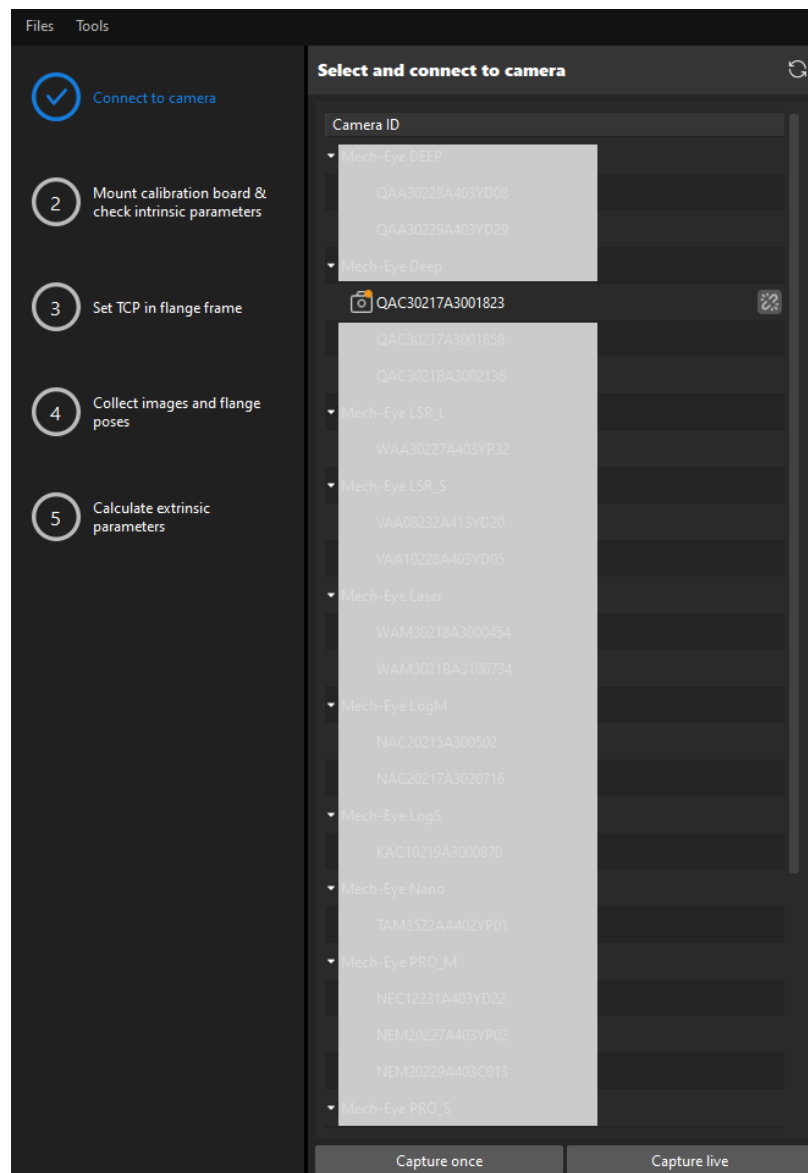 Files Tools
Connect to camera
2
Mount calibration board &
check intrinsic parameters
3
Set TCP in flange frame
4
Collect images and flange
poses
5
Calculate extrinsic
parameters
Select and connect to camera
Camera ID
Mech-Eye DEEP
QAA30228A403YD08
QAA30229A403YD29
Mech-Eye Deep
QAC30217A3001823
QAC30217A3001858
QAC3021BA3002136
Mech-Eye LSR_L
WAA30227A403YP32
Mech-Eye LSR_S
VAA08232A413YD20
VAA10228A403YD05
Mech-Eye Laser
WAM30218A3000454
WAM3021BA3100734
Mech-Eye LogM
NAC20215A300502
NAC20217A3020716
Mech-Eye LogS
KAC10219A3000870
Mech-Eye Nano
TAM3522AA402YP01
Mech-Eye PRO_M
NEC12231A403YD22
NEM20227A403YP02
NEM20229A403C013
Mech-Eye PRO_S
Capture once Capture live